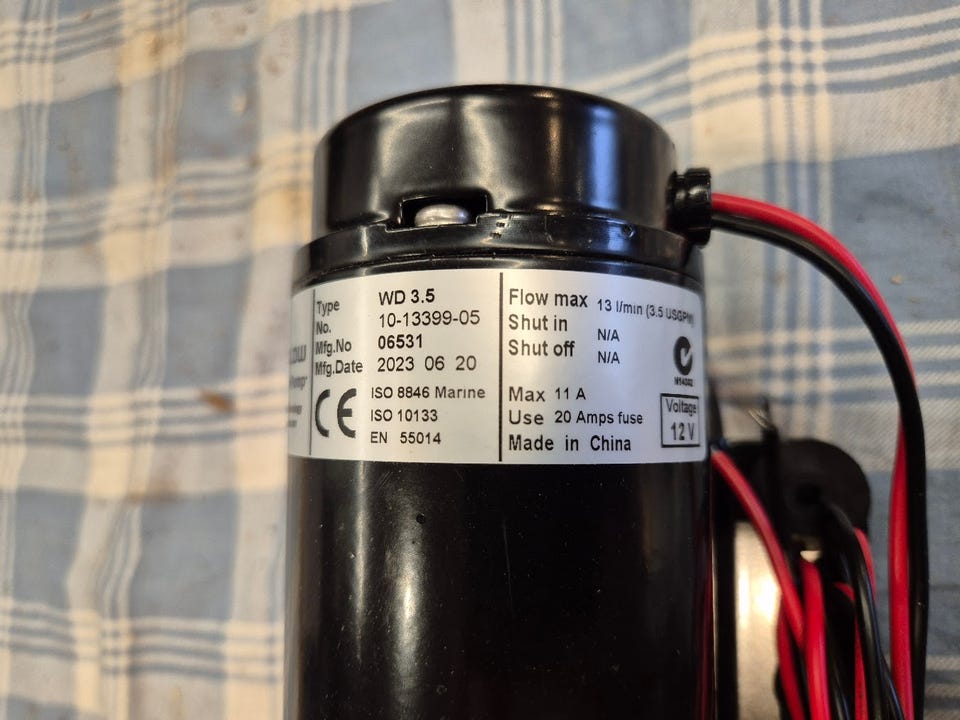 Type WD 3.5
No. 10-13399-05
Mfg.No 06531
Mfg.Date 2023 06 20
CE
ISO 8846 Marine
ISO 10133
EN 55014
Flow max 13 l/min (3.5 USGPM)
Shut in N/A
Shut off N/A
Max 11 A
Use 20 Amps fuse
Made in China
Voltage
12 V